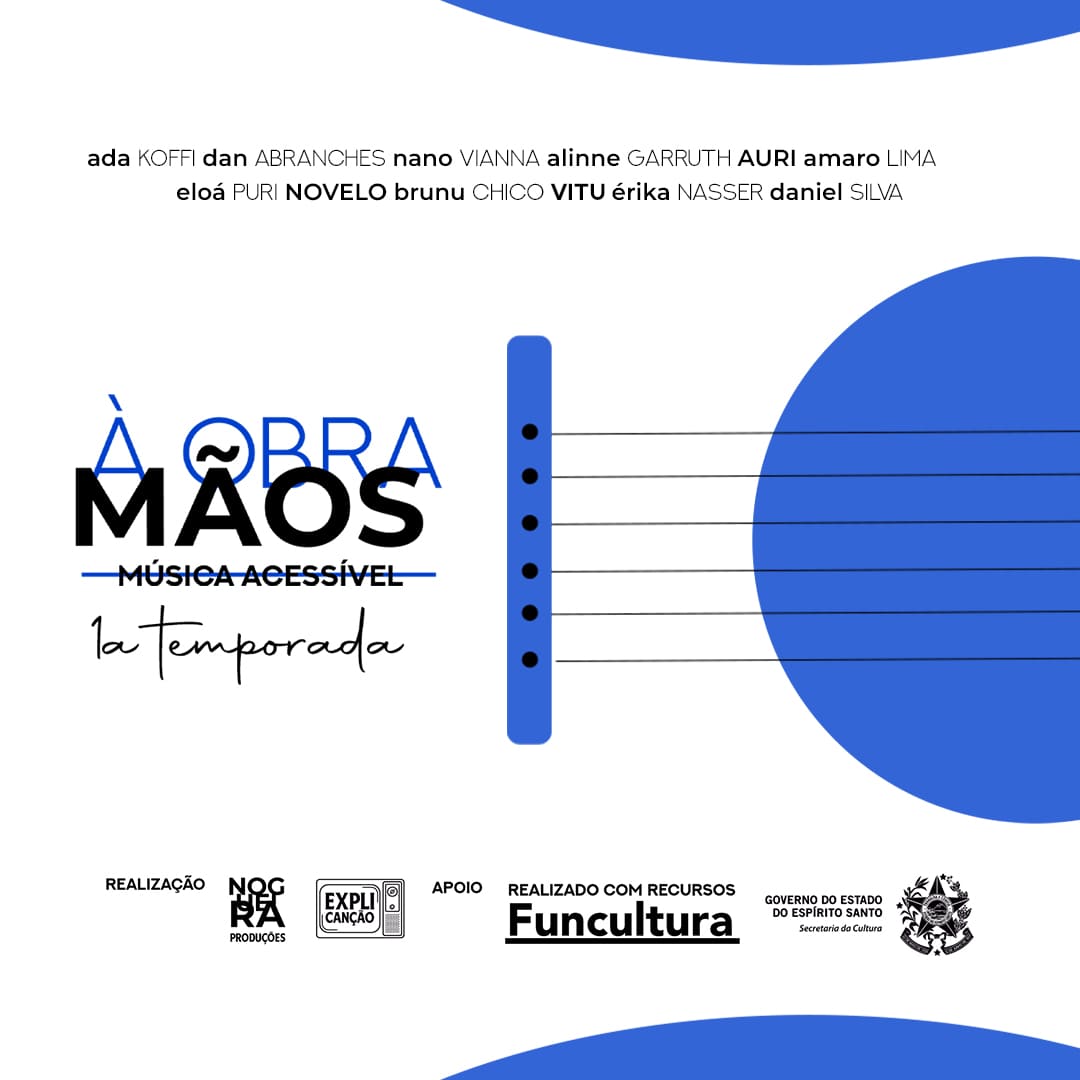 ada KOFFI dan ABRANCHES nano VIANNA alinne GARRUTH AURI amaro LIMA
eloá PURI NOVELO brunu CHICO VITU érika NASSER daniel SILVA
À OBRA
MÃOS
MÚSICA ACESSÍVEL
1a temporada
REALIZAÇÃO
NOG
UEI
RA
PRODUÇÕES
EXPLI
CANÇÃO
APOIO
REALIZADO COM RECURSOS
Funcultura
GOVERNO DO ESTADO
DO ESPÍRITO SANTO
Secretaria da Cultura